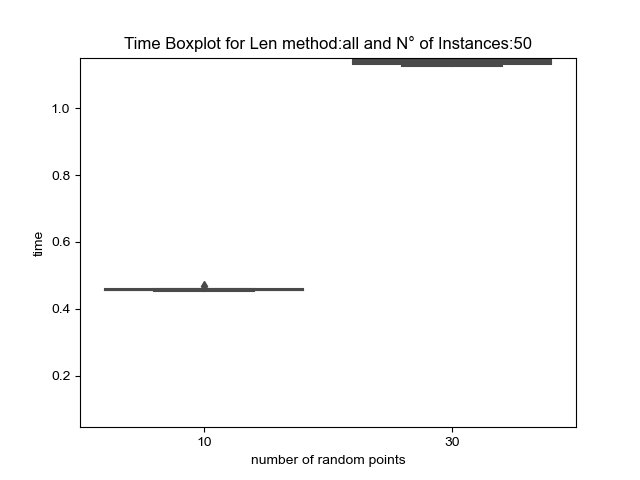 Time Boxplot for Len method:all and N° of Instances:50
1.0
0.8
0.6
0.4
0.2
time
10
30
number of random points